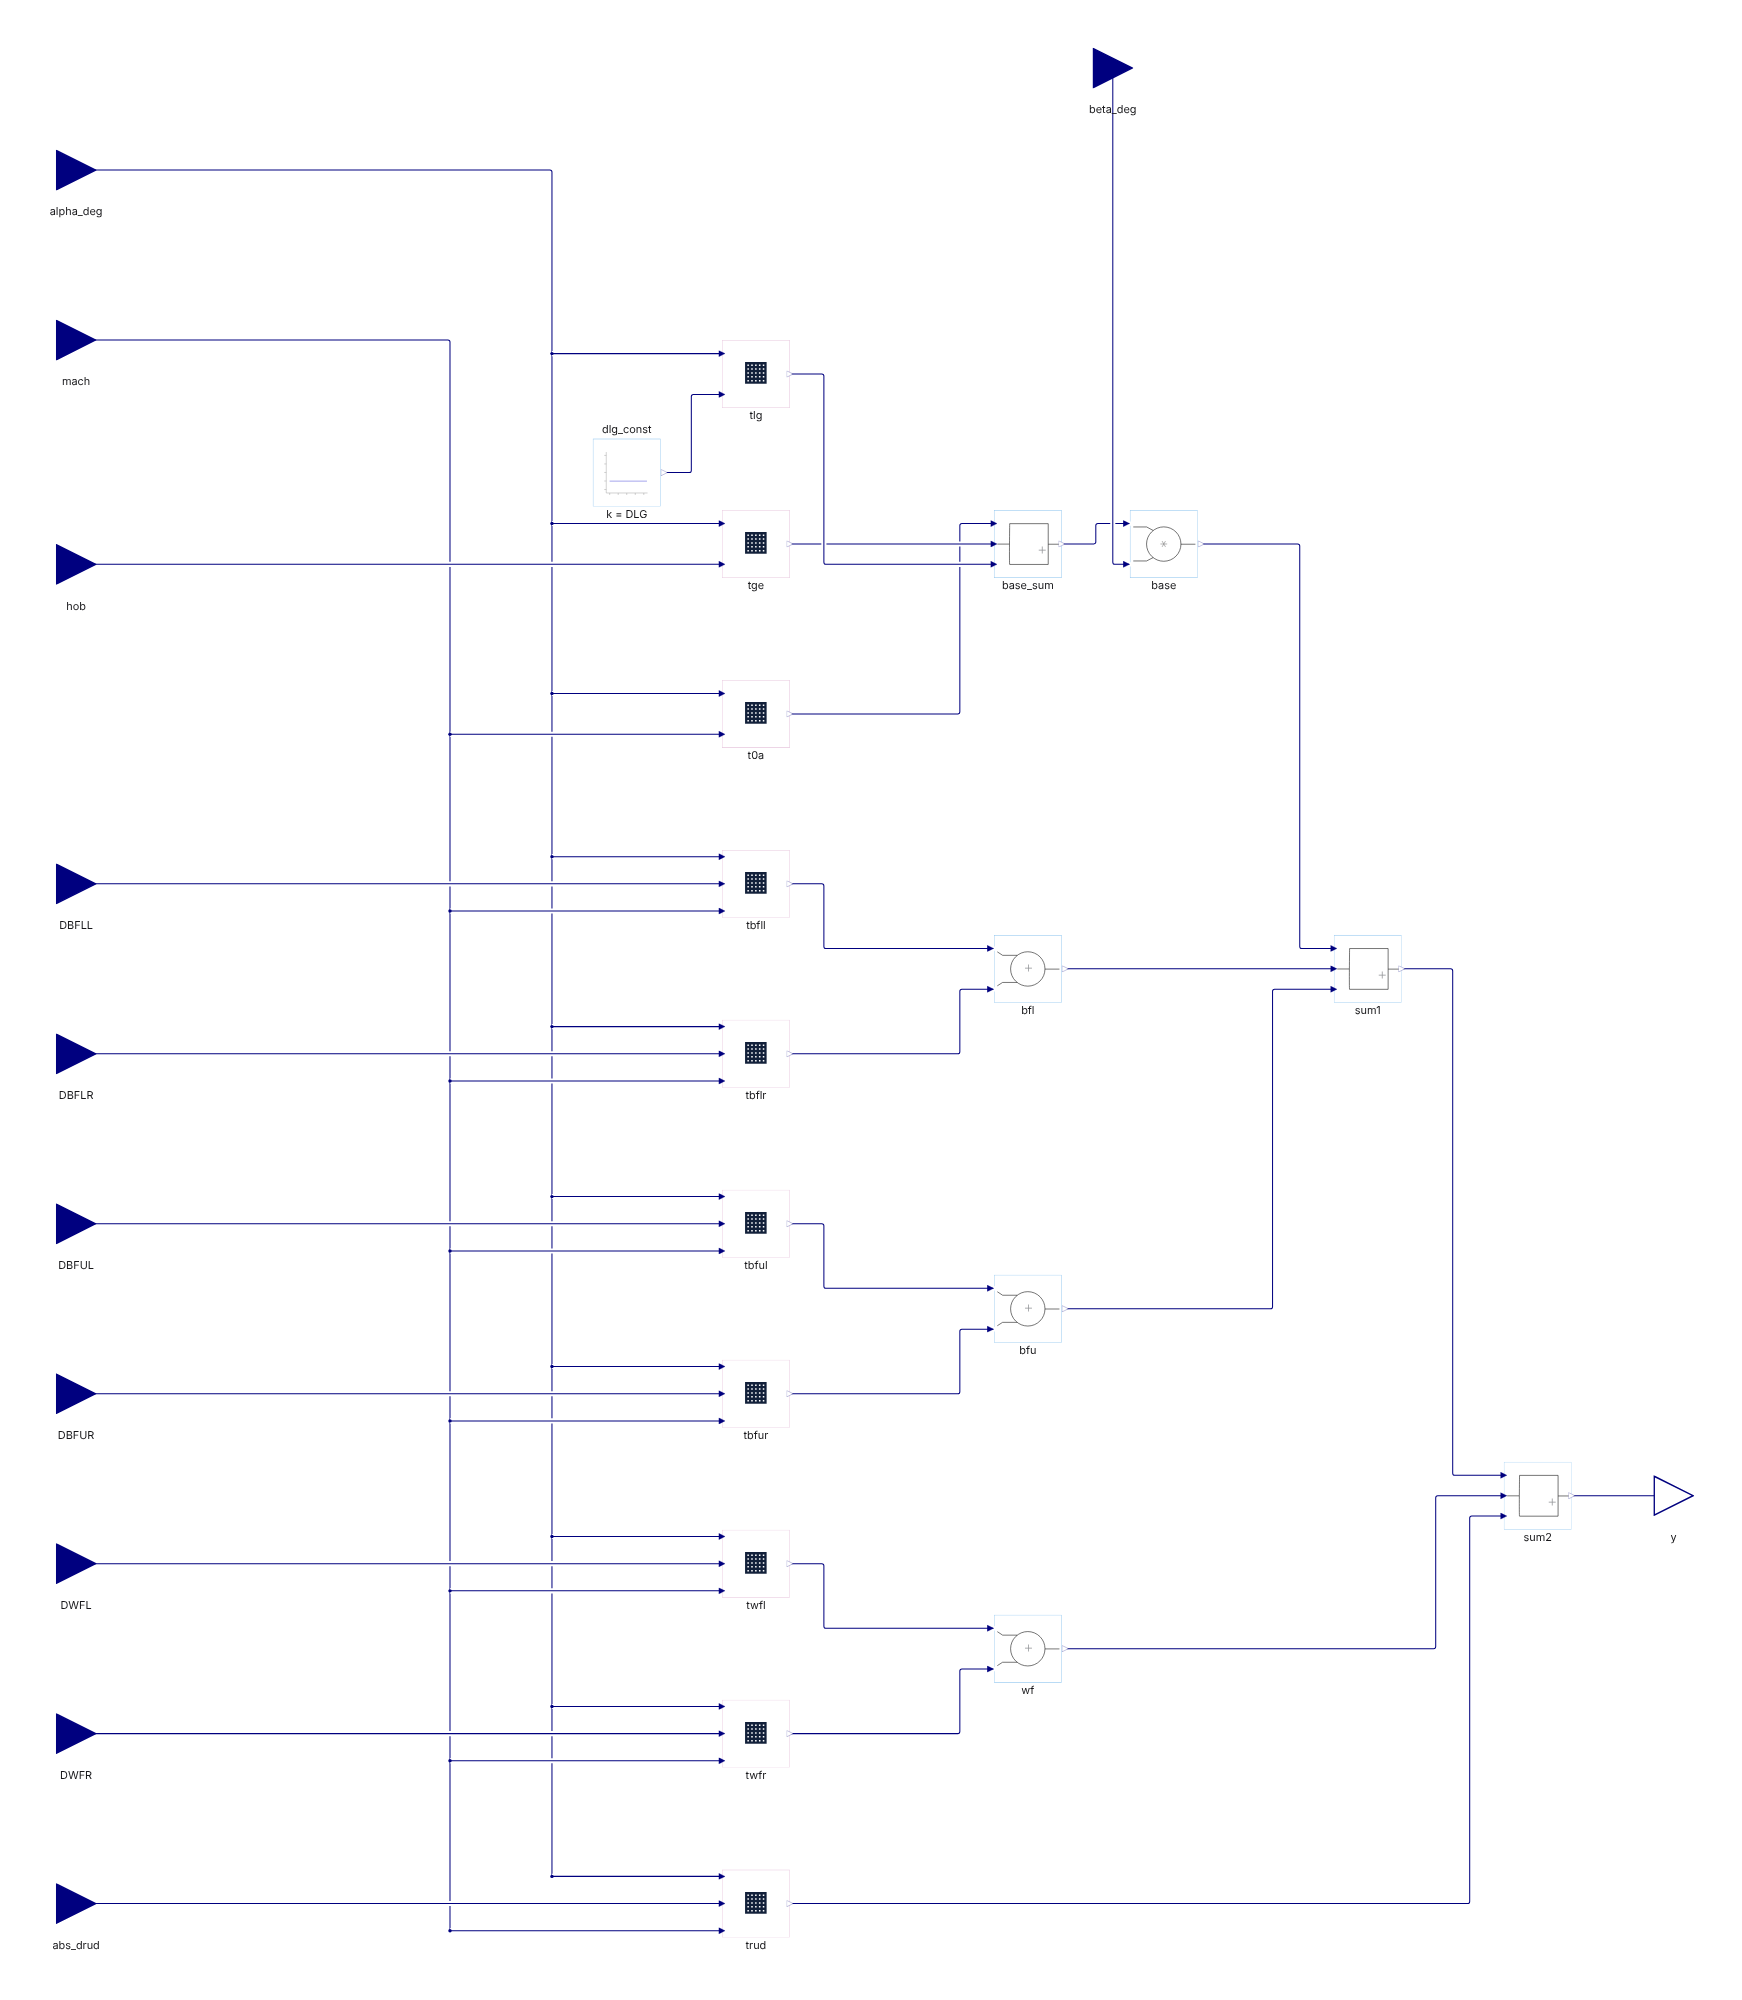 beta_deg
alpha_deg
mach
tlg
dlg_const
k = DLG
hob
tge
base_sum
base
t0a
DBFLL
tbfll
bfl
sum1
DBFLR
tbflr
DBFUL
tbful
bfu
DBFUR
tbfur
sum2
y
DWFL
twfl
wf
DWFR
twfr
abs_drud
trud